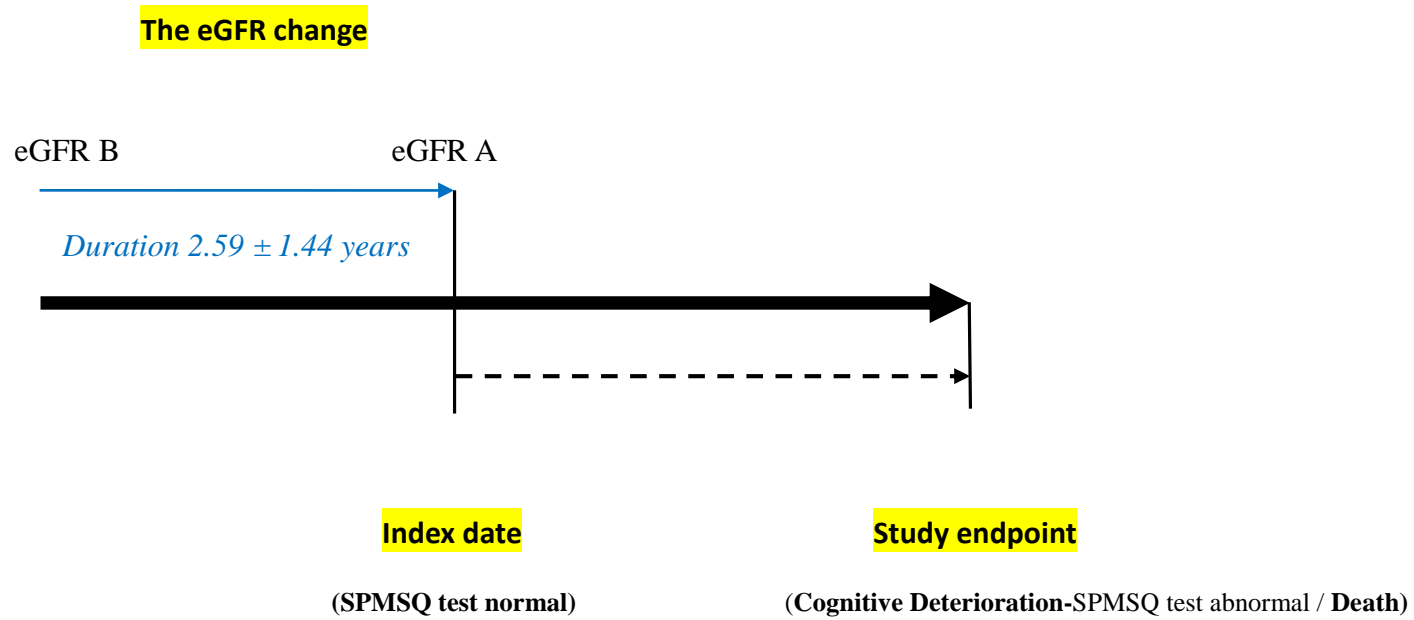 The eGFR change
eGFR B eGFR A
Duration 2.59 ± 1.44 years
Index date Study endpoint
(SPMSQ test normal) (Cognitive Deterioration-SPMSQ test abnormal / Death)